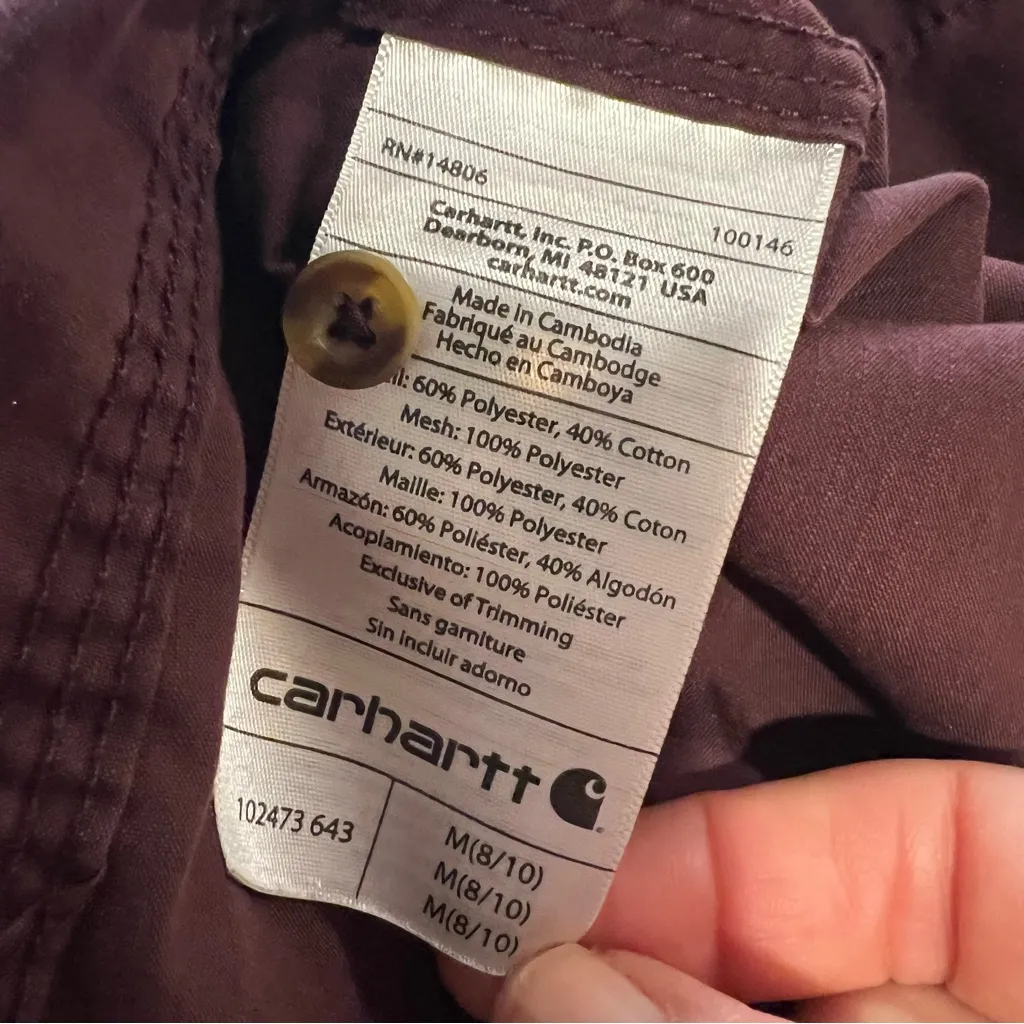 RN#14806
100146
Carhartt, Inc. P.O. Box 600
Dearborn, MI 48121 USA
carhartt.com
Made in Cambodia
Fabriqué au Cambodge
Hecho en Camboya
60% Polyester, 40% Cotton
Mesh: 100% Polyester
Extérieur: 60% Polyester, 40% Coton
Maille: 100% Polyester
Armazón: 60% Poliéster, 40% Algodón
Acoplamiento: 100% Poliéster
Exclusive of Trimming
Sans garniture
Sin incluir adorno
carhartt
102473 643
M(8/10)
M(8/10)
M(8/10)